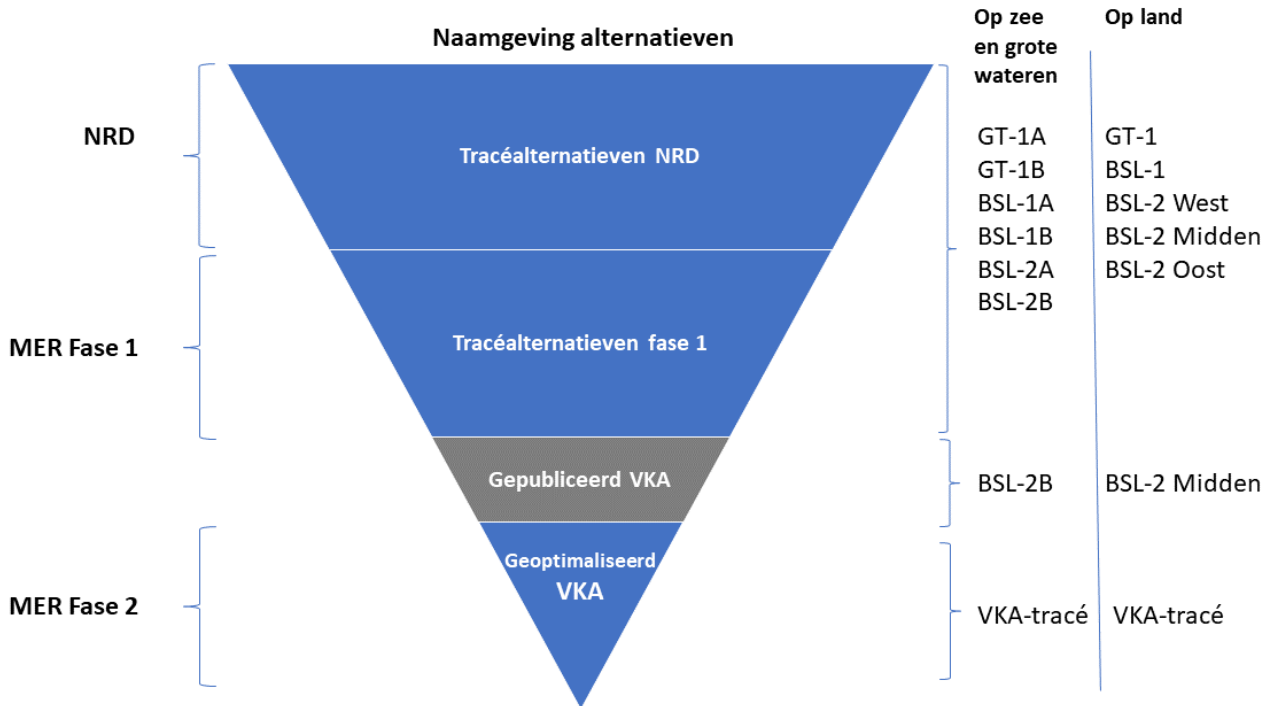 Naamgeving alternatieven
Op zee
en grote
wateren
Op land
NRD
Tracéalternatieven NRD
GT-1A
GT-1B
BSL-1A
BSL-1B
BSL-2A
BSL-2B
GT-1
BSL-1
BSL-2 West
BSL-2 Midden
BSL-2 Oost
MER Fase 1
Tracéalternatieven fase 1
Gepubliceerd VKA
BSL-2B
BSL-2 Midden
MER Fase 2
Geoptimaliseerd
VKA
VKA-tracé
VKA-tracé